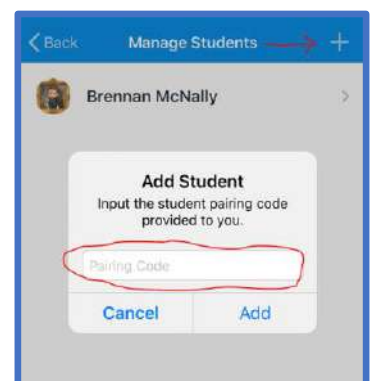 Back Manage Students +
Brennan McNally
Add Student
Input the student pairing code
provided to you.
Pairing Code
Cancel Add